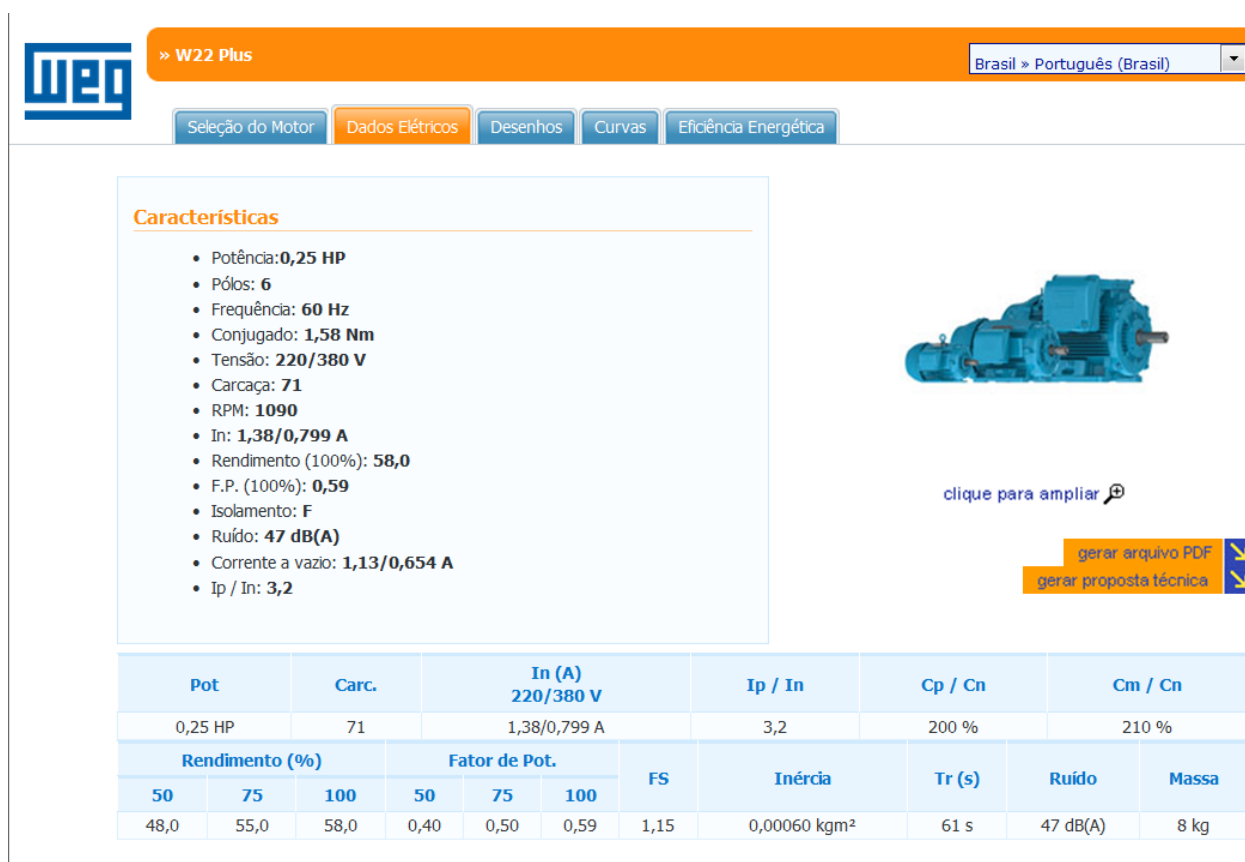 weg
» W22 Plus
Brasil » Português (Brasil)
Seleção do Motor Dados Elétricos Desenhos Curvas Eficiência Energética
Características
• Potência:0,25 HP
• Pólos: 6
• Frequência: 60 Hz
• Conjugado: 1,58 Nm
• Tensão: 220/380 V
• Carcaça: 71
• RPM: 1090
• In: 1,38/0,799 A
• Rendimento (100%): 58,0
• F.P. (100%): 0,59
• Isolamento: F
• Ruído: 47 dB(A)
• Corrente a vazio: 1,13/0,654 A
• Ip / In: 3,2
clique para ampliar
gerar arquivo PDF
gerar proposta técnica
Pot Carc. In (A) 220/380 V Ip / In Cp / Cn Cm / Cn
0,25 HP 71 1,38/0,799 A 3,2 200 % 210 %
Rendimento (%) Fator de Pot. FS Inércia Tr (s) Ruído Massa
50 75 100 50 75 100
48,0 55,0 58,0 0,40 0,50 0,59 1,15 0,00060 kgm² 61 s 47 dB(A) 8 kg